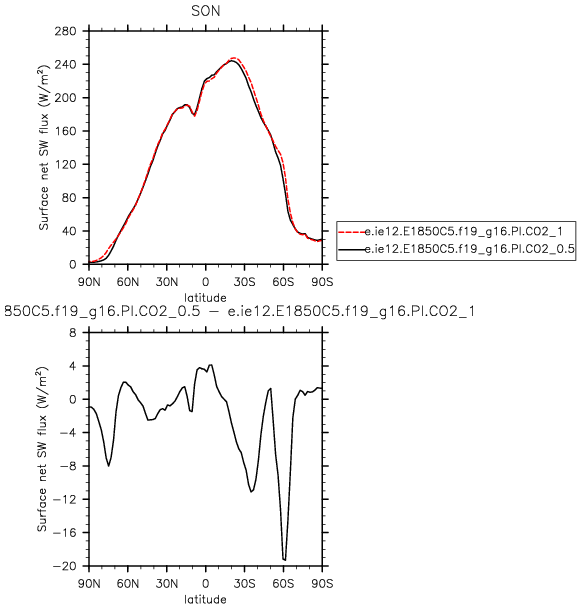 SON
280
240
200
160
120
80
40
0
Surface net SW flux (W/m²)
90N 60N 30N 0 30S 60S 90S
latitude
e.ie12.E1850C5.f19_g16.PI.CO2_1
e.ie12.E1850C5.f19_g16.PI.CO2_0.5
850C5.f19_g16.PI.CO2_0.5 − e.ie12.E1850C5.f19_g16.PI.CO2_1
8
4
0
−4
−8
−12
−16
−20
Surface net SW flux (W/m²)
90N 60N 30N 0 30S 60S 90S
latitude